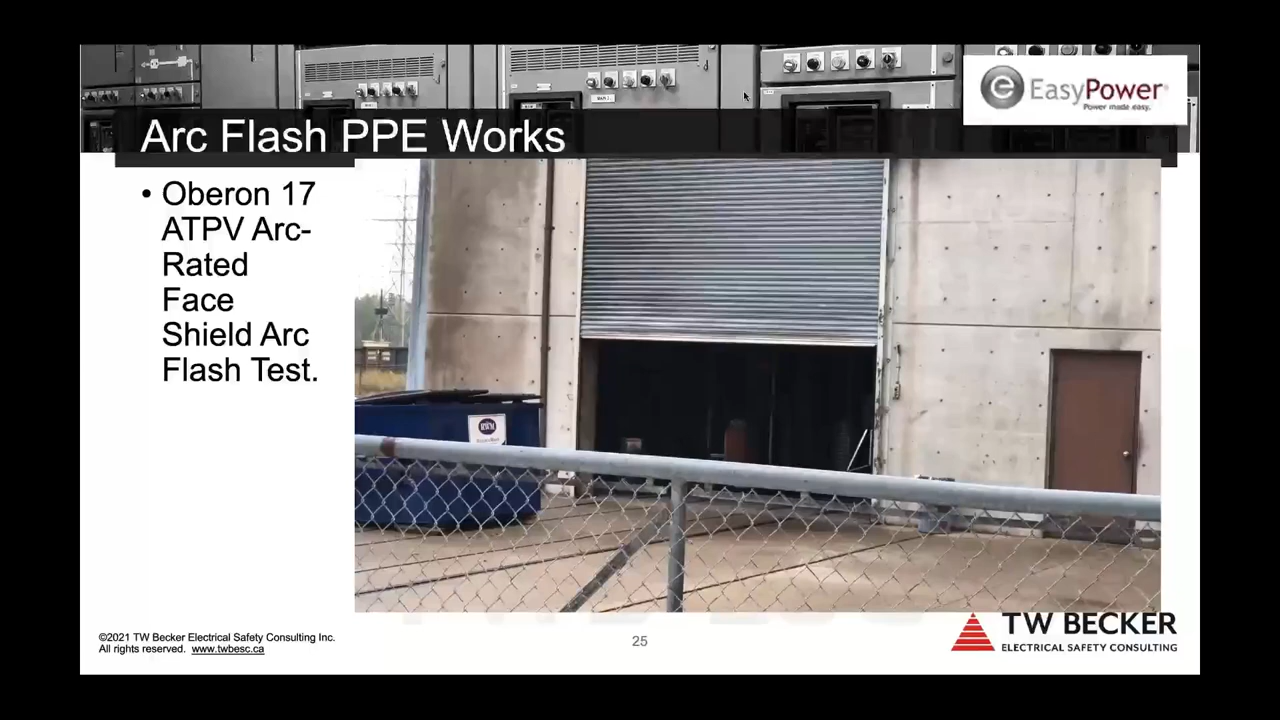 EasyPower
Power made easy.
Arc Flash PPE Works
• Oberon 17
ATPV Arc-
Rated
Face
Shield Arc
Flash Test.
©2021 TW Becker Electrical Safety Consulting Inc.
All rights reserved. www.twbesc.ca
25
TW BECKER
ELECTRICAL SAFETY CONSULTING